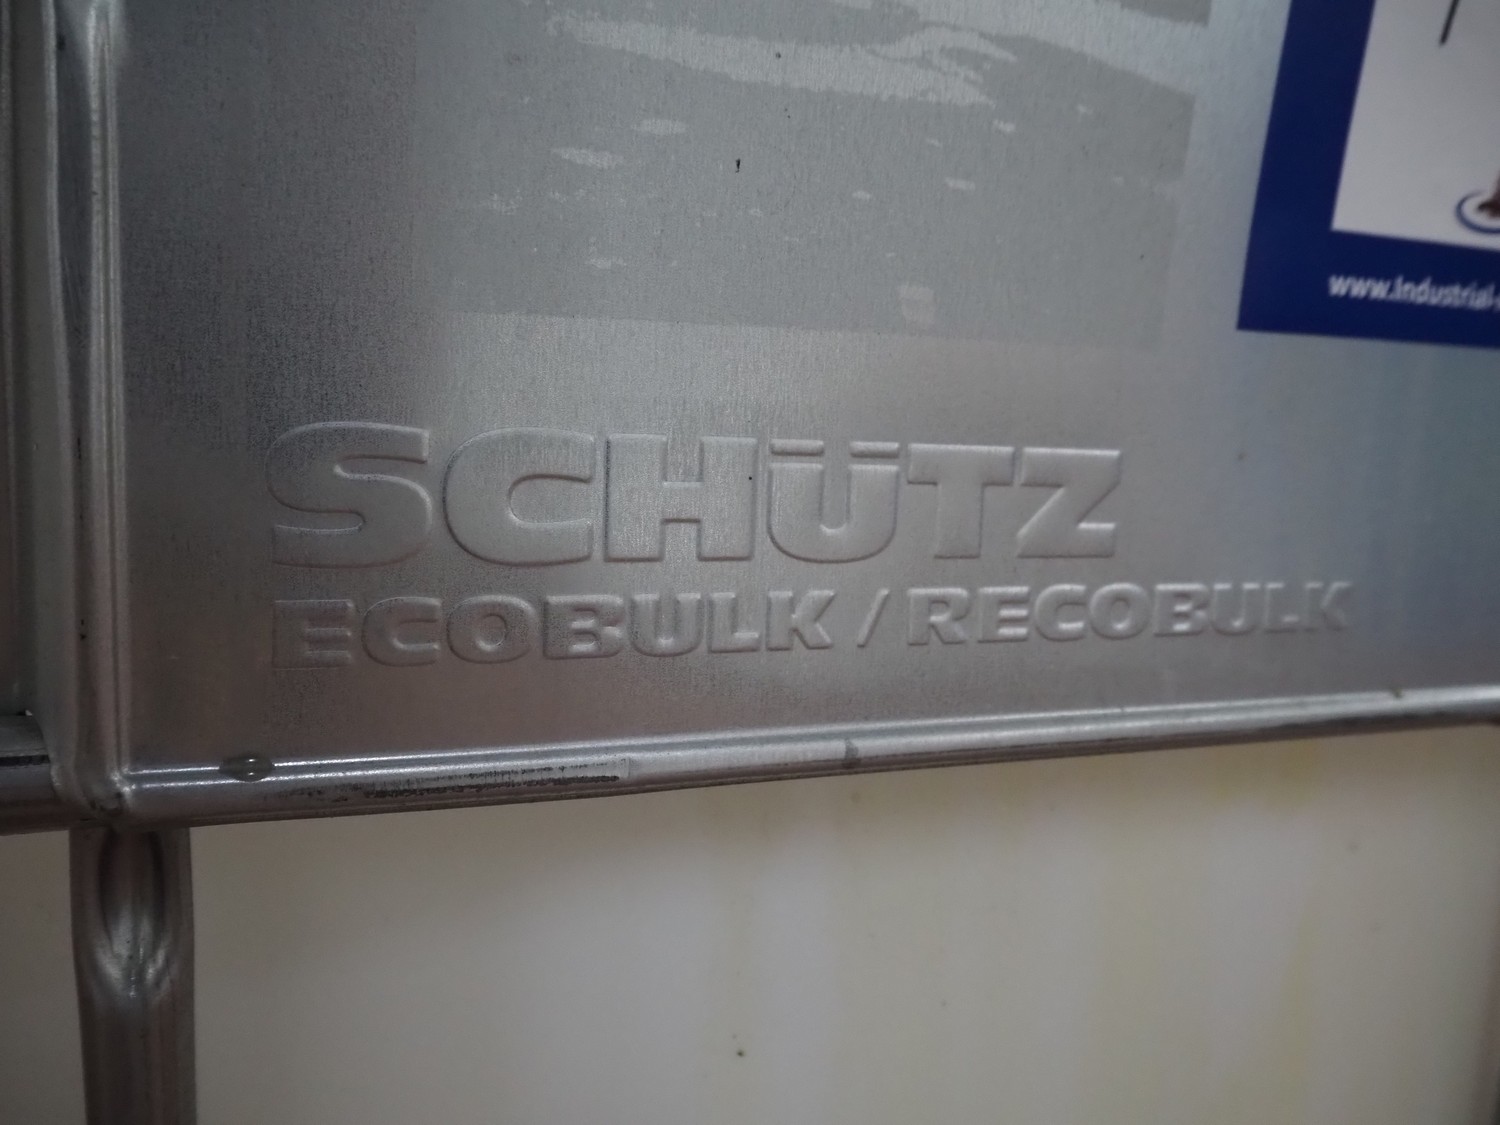 www.Industrial-
SCHÜTZ
ECOBULK / RECOBULK